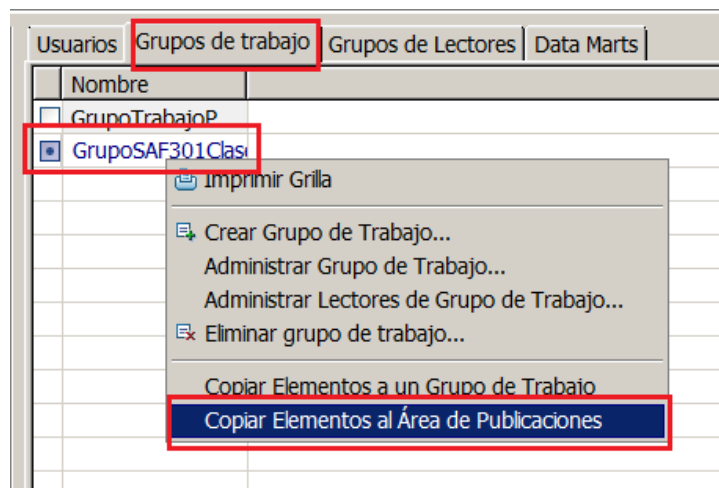 Usuarios Grupos de trabajo Grupos de Lectores Data Marts
Nombre
GrupoTrabajoP
GrupoSAF301Clase
Imprimir Grilla
Crear Grupo de Trabajo...
Administrar Grupo de Trabajo...
Administrar Lectores de Grupo de Trabajo...
Eliminar grupo de trabajo...
Copiar Elementos a un Grupo de Trabajo
Copiar Elementos al Área de Publicaciones